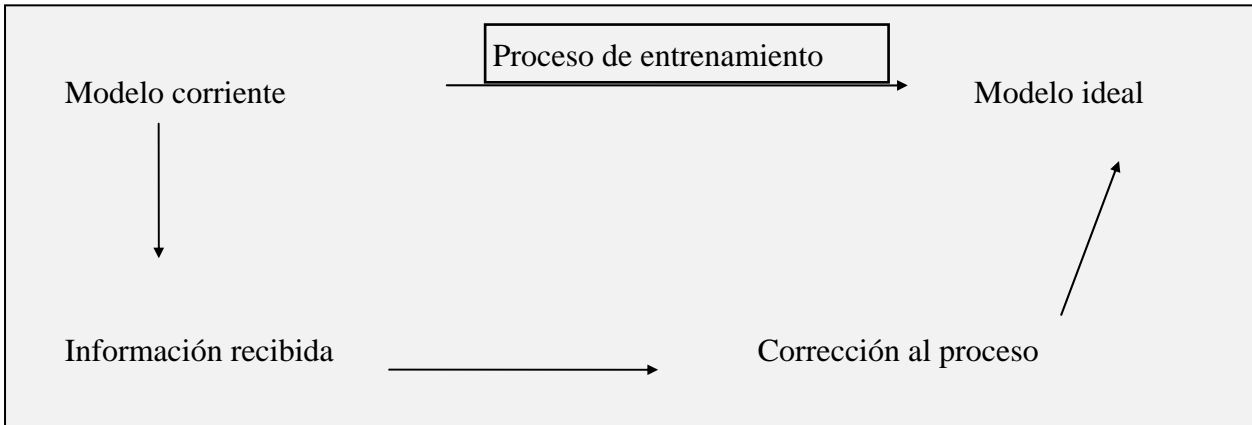 Proceso de entrenamiento
Modelo corriente
Modelo ideal
Información recibida
Corrección al proceso